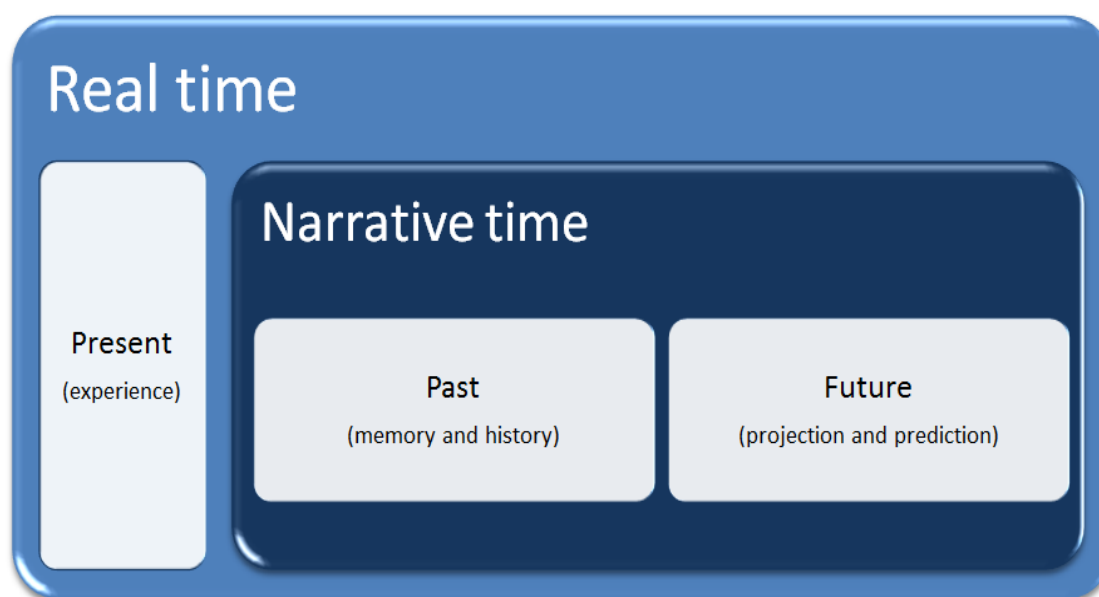 Real time
Narrative time
Present
(experience)
Past
(memory and history)
Future
(projection and prediction)